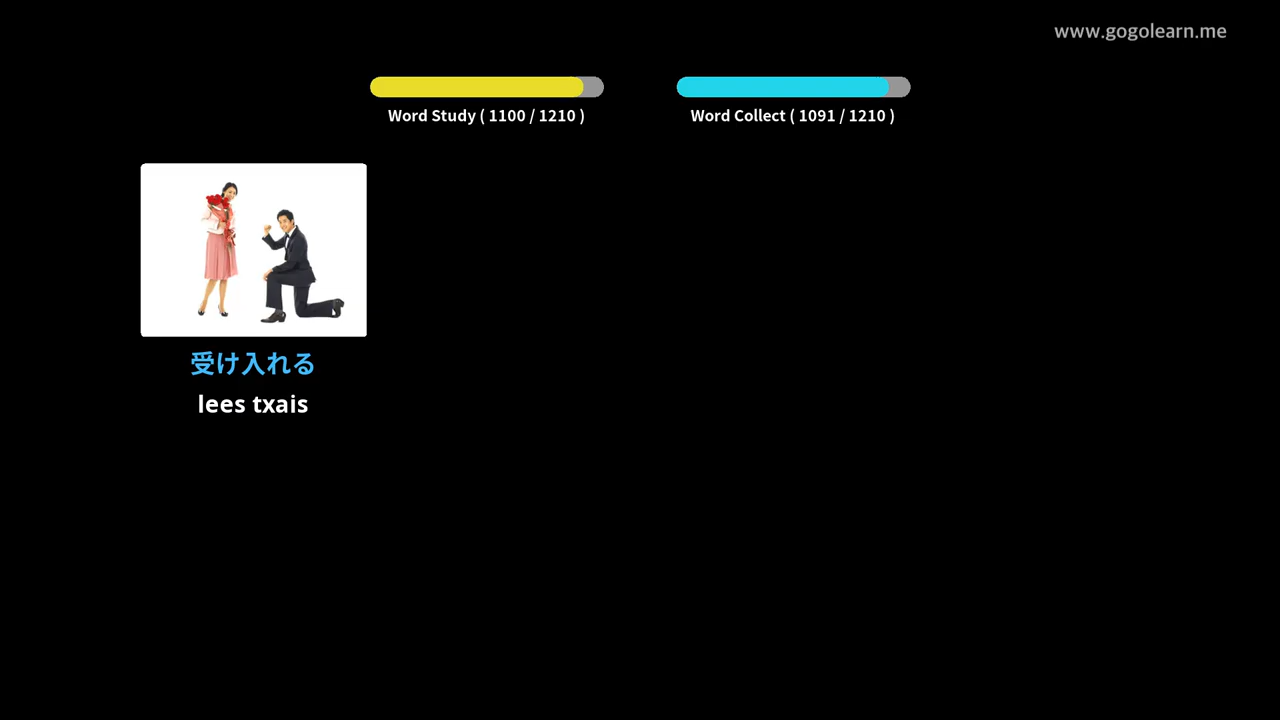 www.gogolearn.me
Word Study ( 1100 / 1210 )
Word Collect ( 1091 / 1210 )
受け入れる
lees txais